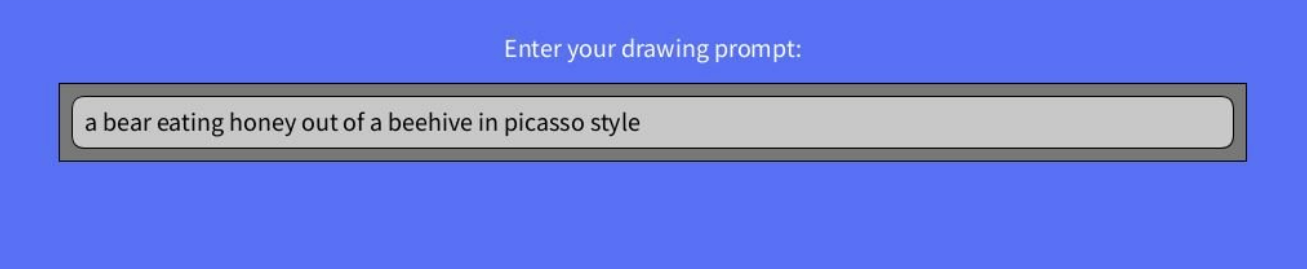 Enter your drawing prompt:
a bear eating honey out of a beehive in picasso style